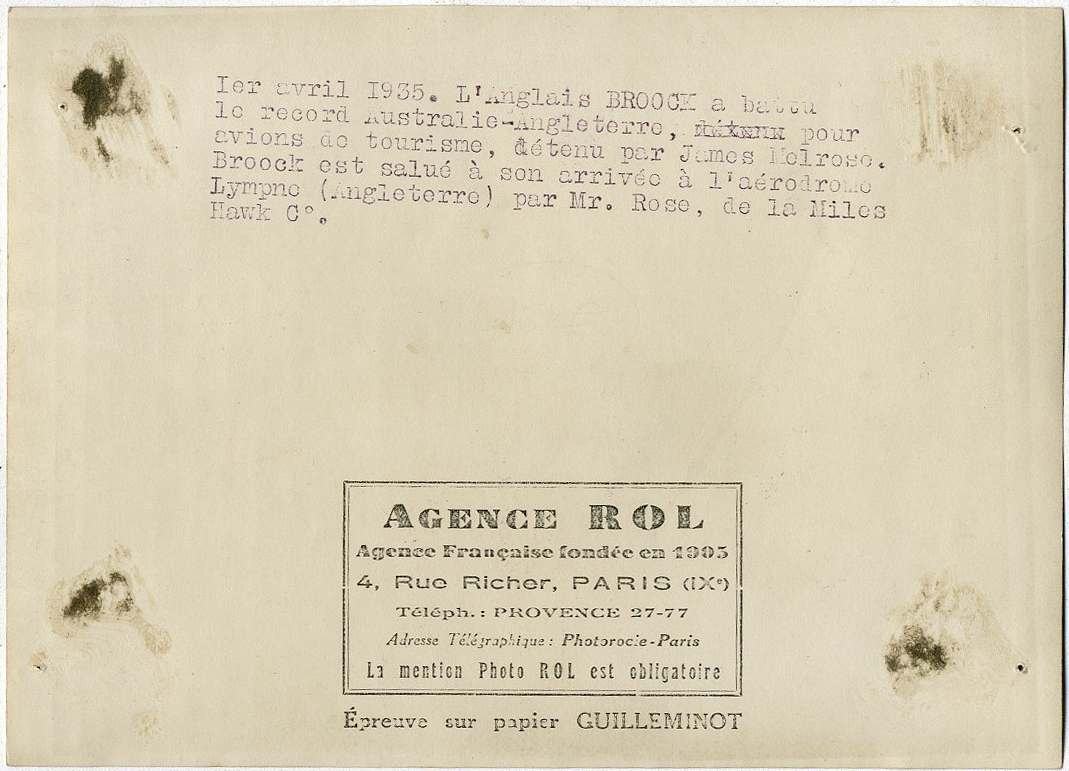 Ier avril I935. L'Anglais BROOCK a battu
le record Australie-Angleterre, pour
avions de tourisme, détenu par James Melrose.
Broock est salué à son arrivée à l'aérodrome
Lympne (Angleterre) par Mr. Rose, de la Miles
Hawk C°.
AGENCE ROL
Agence Française fondée en 1905
4, Rue Richer, PARIS (IXe)
Téléph. : PROVENCE 27-77
Adresse Télégraphique : Photorocie-Paris
La mention Photo ROL est obligatoire
Épreuve sur papier GUILLEMINOT